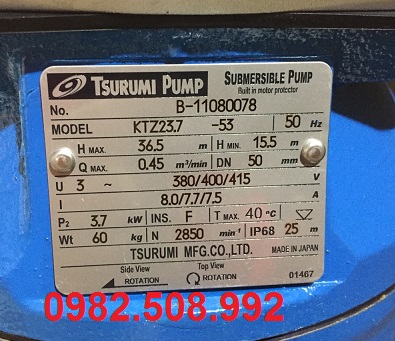 TSURUMI PUMP SUBMERSIBLE PUMP
Built in motor protector
No. B-11080078
MODEL KTZ23.7 -53 50 Hz
H MAX. 36.5 m H MIN. 15.5 m
Q MAX. 0.45 m³/min DN 50 mm
U 3 ~ 380/400/415 V
I 8.0/7.7/7.5 A
P₂ 3.7 kW INS. F T MAX. 40 °C
Wt 60 kg N 2850 min⁻¹ IP68 25 m
TSURUMI MFG.CO.,LTD. MADE IN JAPAN
Side View Top View
ROTATION ROTATION 01467
0982.508.992